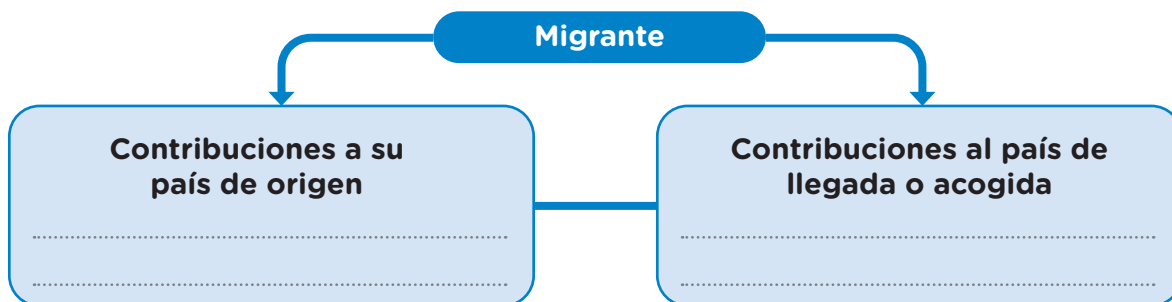 Migrante
Contribuciones a su
país de origen
Contribuciones al país de
llegada o acogida